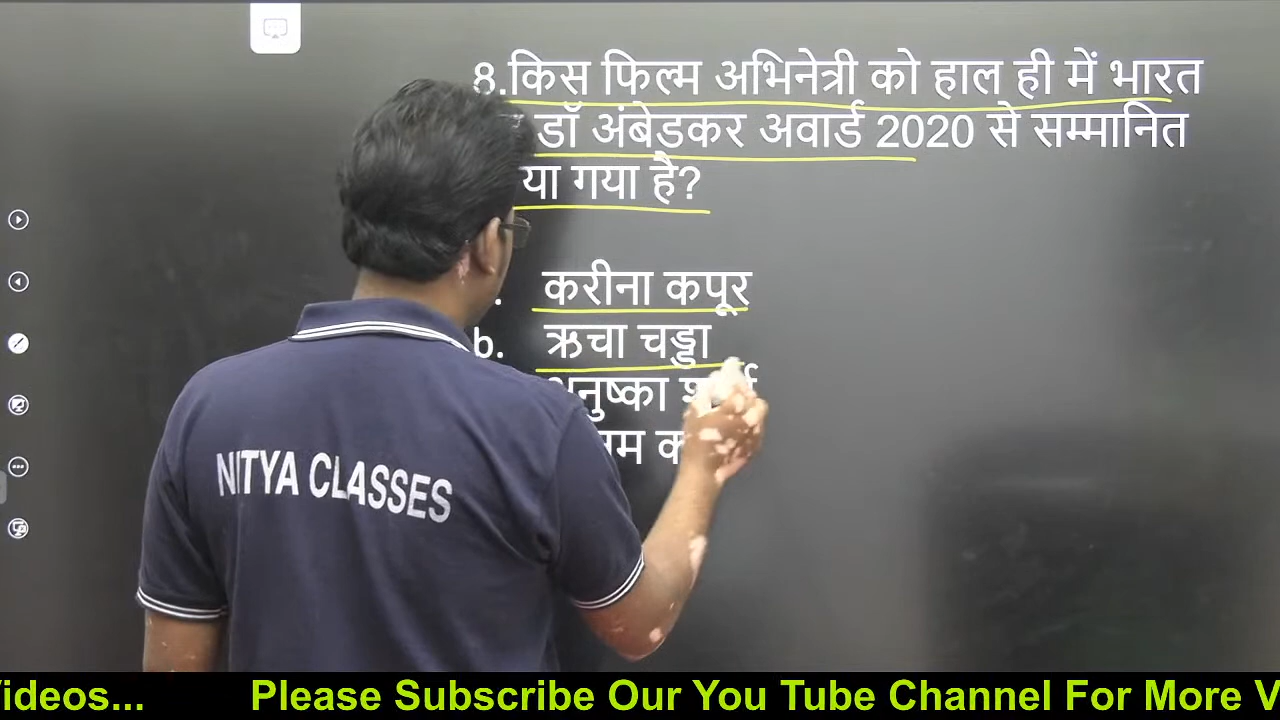 8.किस फिल्म अभिनेत्री को हाल ही में भारत
डॉ अंबेडकर अवार्ड 2020 से सम्मानित
गया है?
करीना कपूर
b. ऋचा चड्डा
NITYA CLASSES
Please Subscribe Our You Tube Channel For More